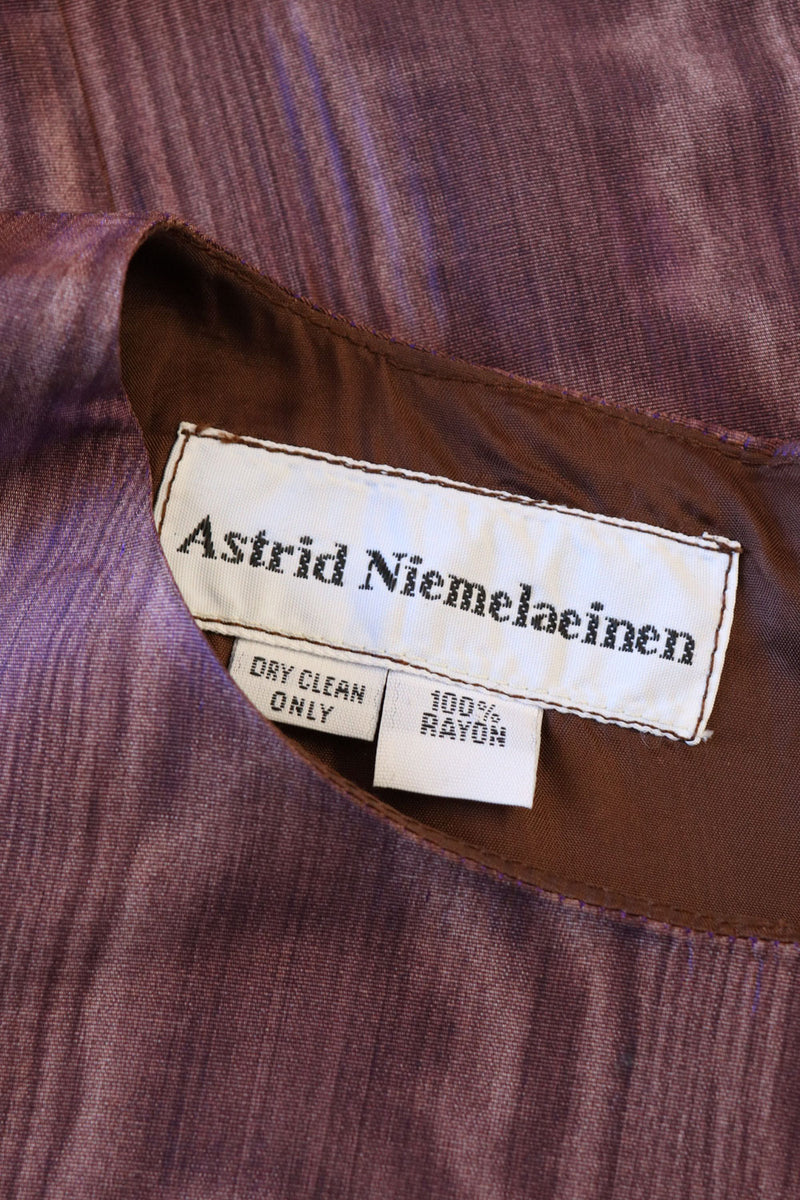 Astrid Niemelaeinen
DRY CLEAN
ONLY
100%
RAYON